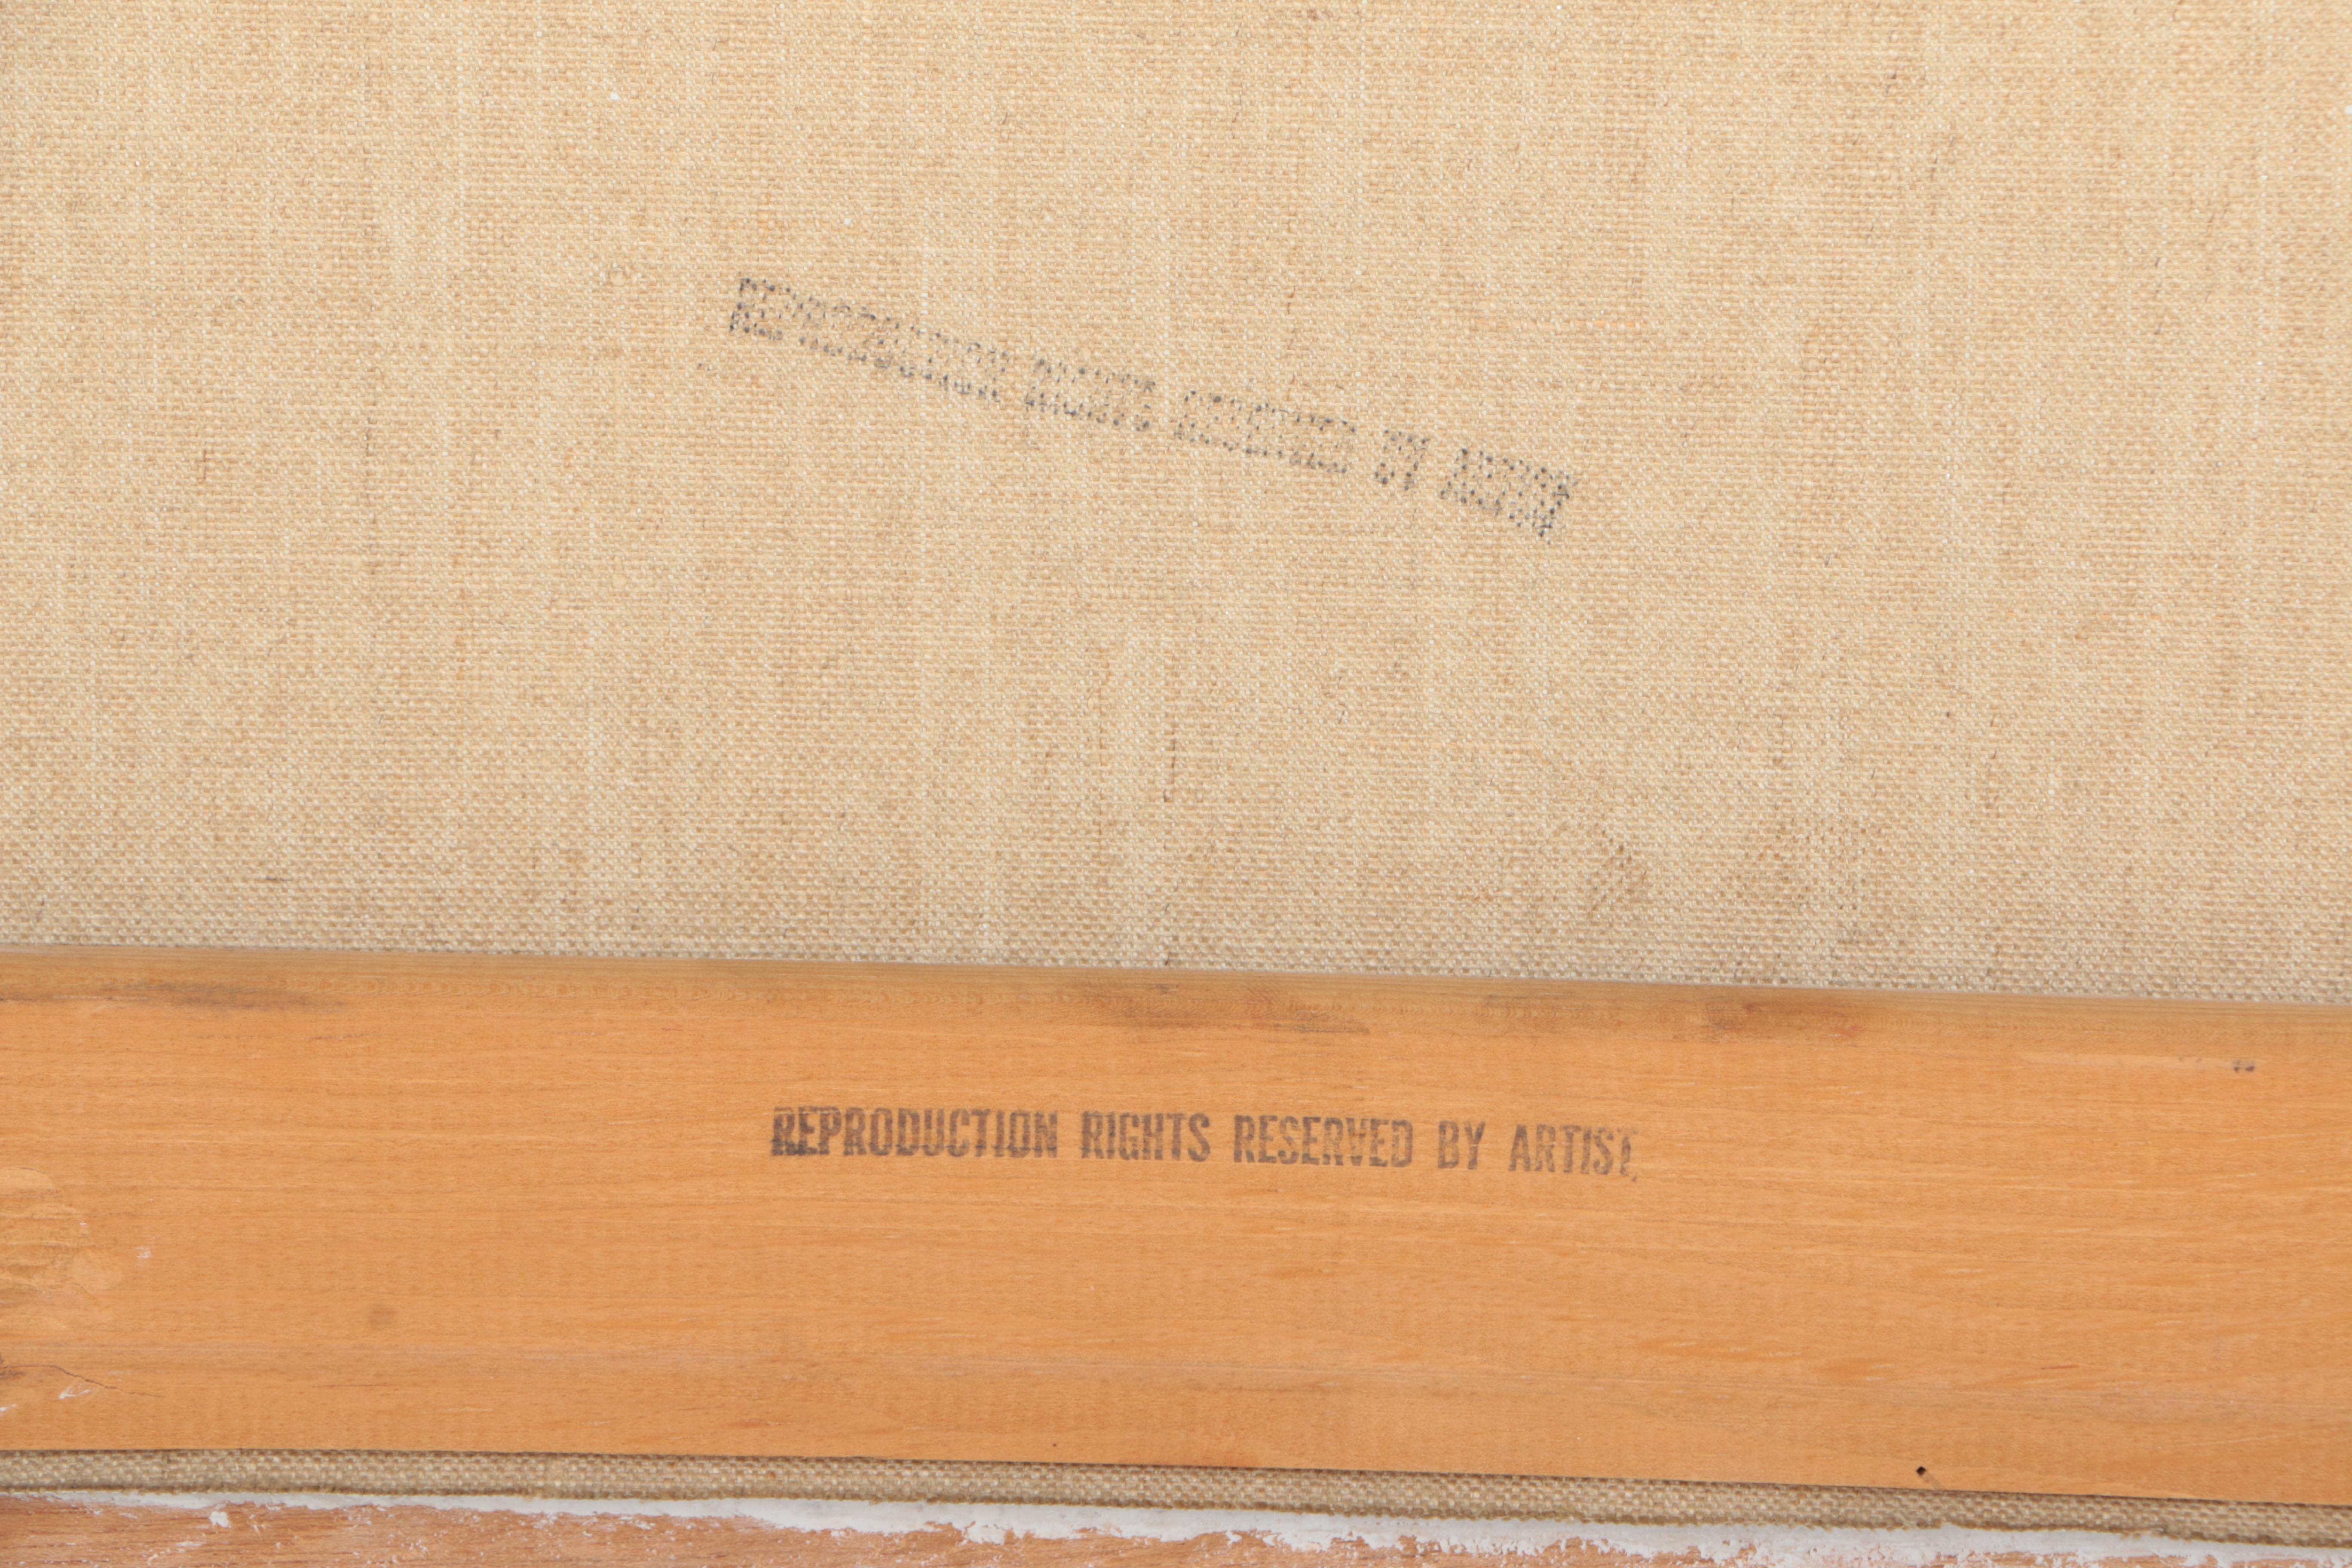 REPRODUCTION RIGHTS RESERVED BY ARTIST
REPRODUCTION RIGHTS RESERVED BY ARTIST.